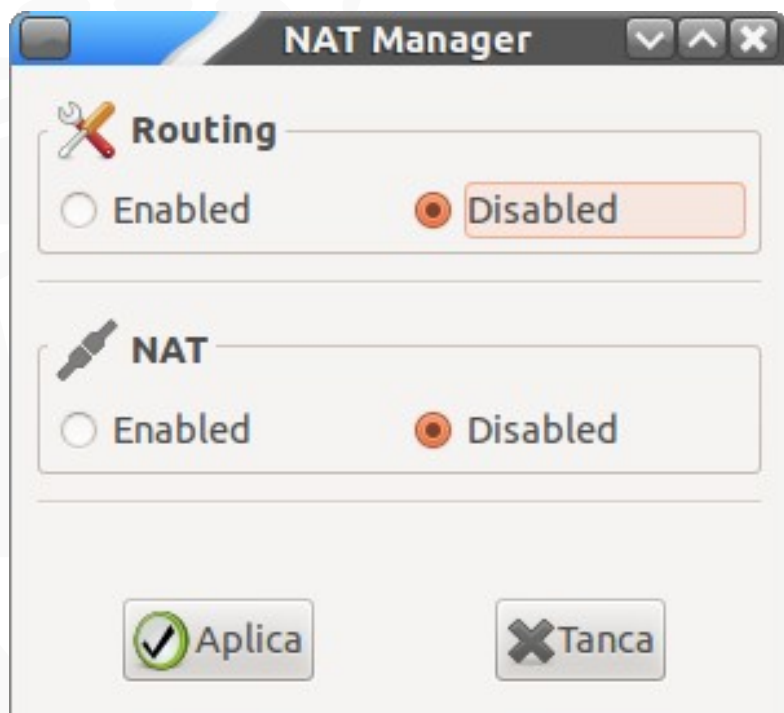 NAT Manager
Routing
Enabled Disabled
NAT
Enabled Disabled
Aplica Tanca